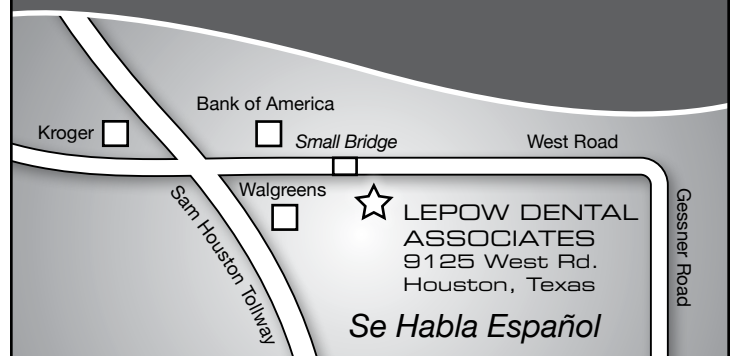 Bank of America
Kroger
Small Bridge
West Road
Walgreens
Sam Houston Tollway
Gessner Road
LEPOW DENTAL
ASSOCIATES
9125 West Rd.
Houston, Texas
Se Habla Español